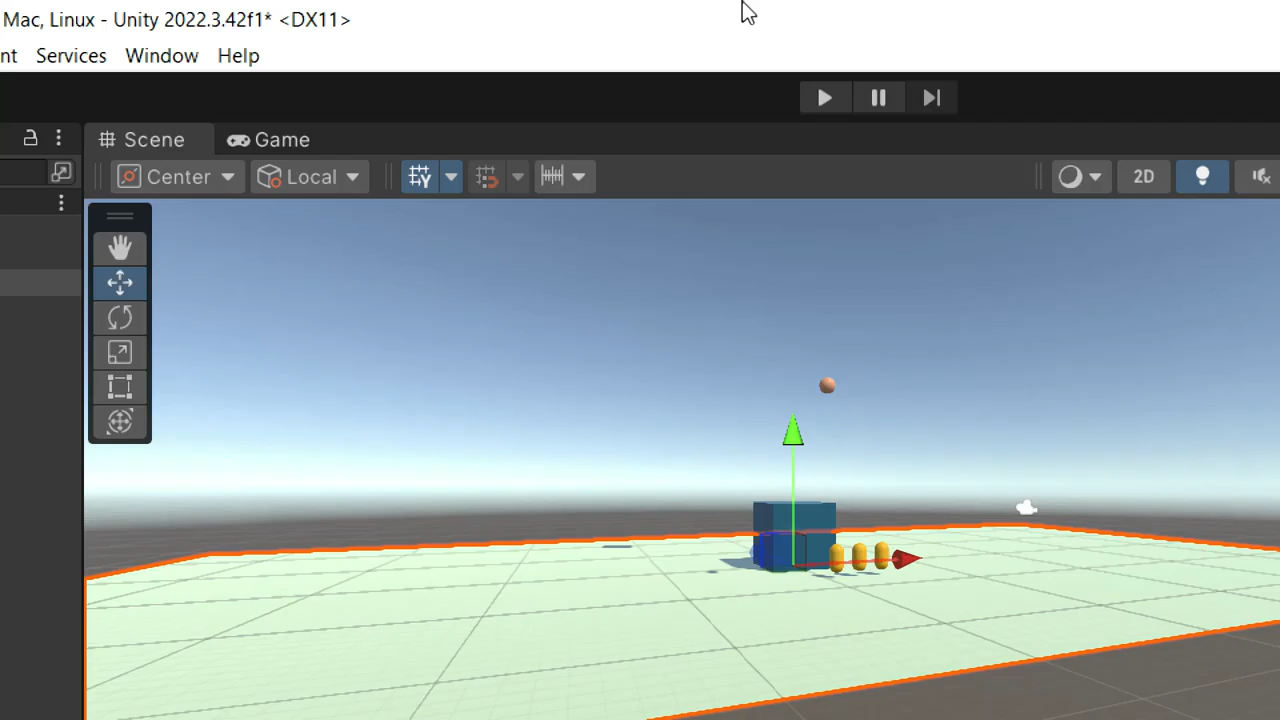 Mac, Linux - Unity 2022.3.42f1* <DX11>
nt Services Window Help
Scene Game
Center Local 2D